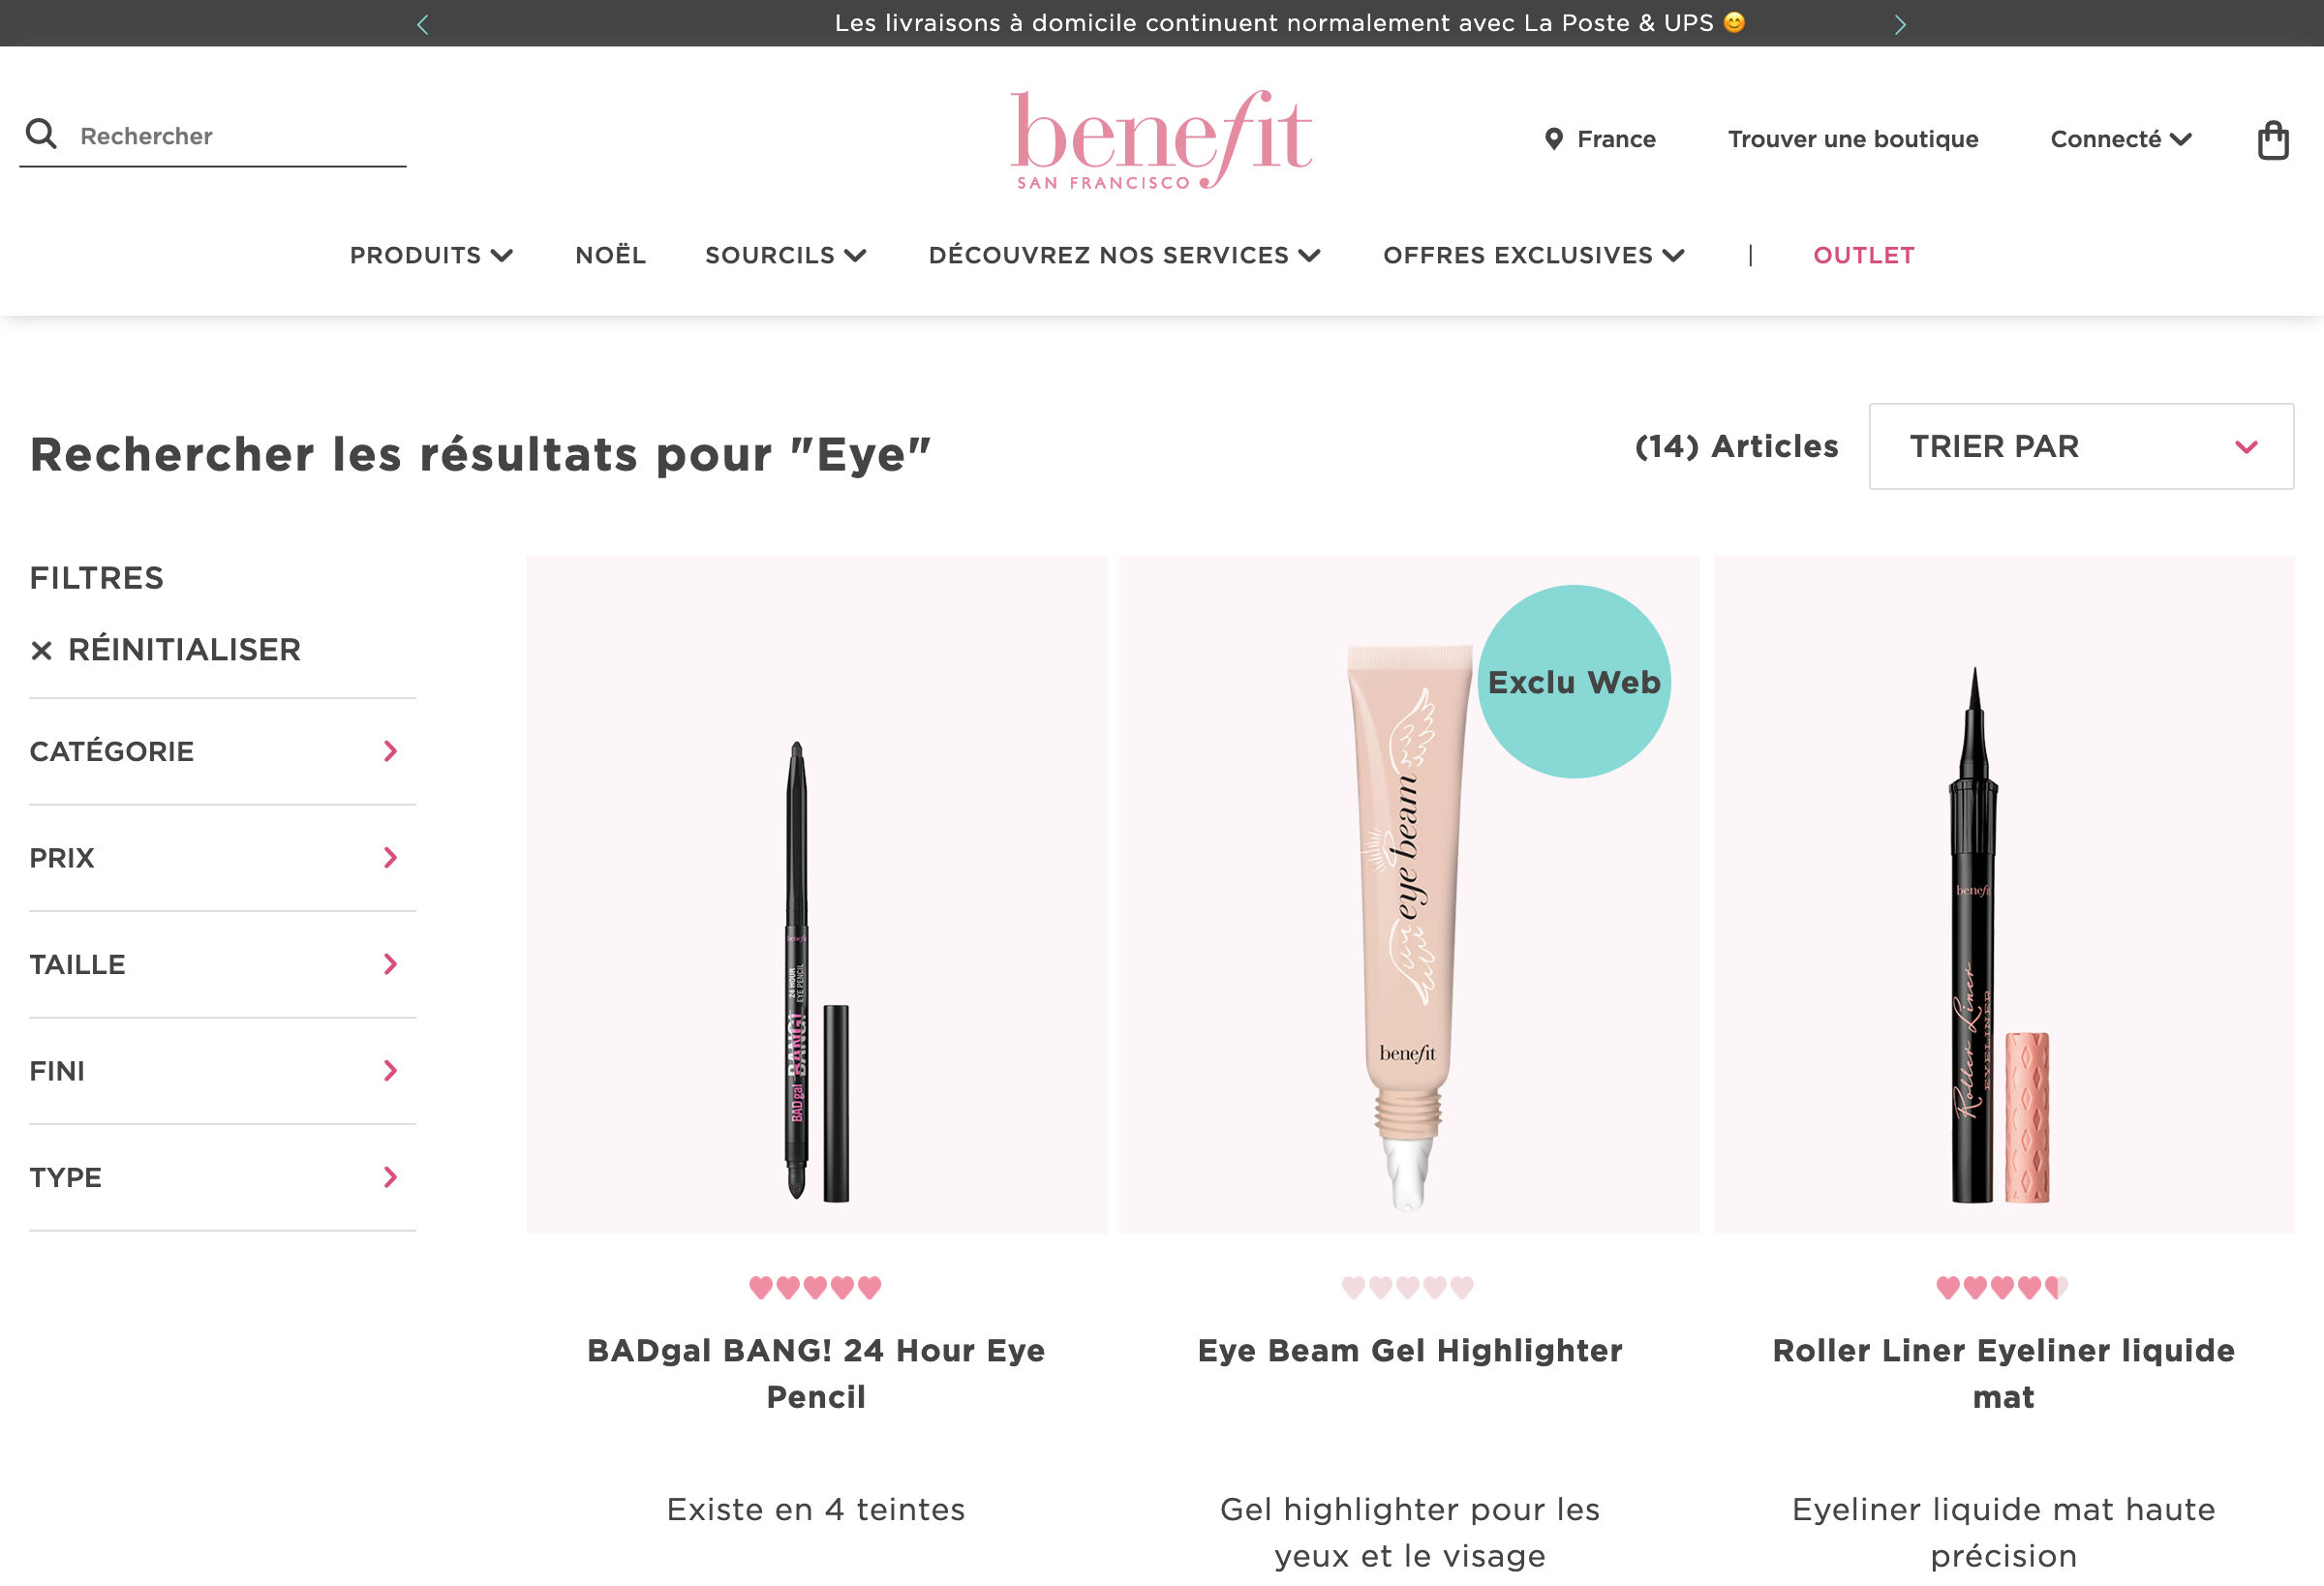 Les livraisons à domicile continuent normalement avec La Poste & UPS 😊
Rechercher
benefit
SAN FRANCISCO
France
Trouver une boutique
Connecté
PRODUITS
NOËL
SOURCILS
DÉCOUVREZ NOS SERVICES
OFFRES EXCLUSIVES
|
OUTLET
Rechercher les résultats pour "Eye"
(14) Articles
TRIER PAR
FILTRES
× RÉINITIALISER
CATÉGORIE
PRIX
TAILLE
FINI
TYPE
benefit
24 HOUR
EYE PENCIL
BADgal BANG!
Exclu Web
eye beam
benefit
benefit
Roller Liner
EYELINER
BADgal BANG! 24 Hour Eye
Pencil
Existe en 4 teintes
Eye Beam Gel Highlighter
Gel highlighter pour les
yeux et le visage
Roller Liner Eyeliner liquide
mat
Eyeliner liquide mat haute
précision